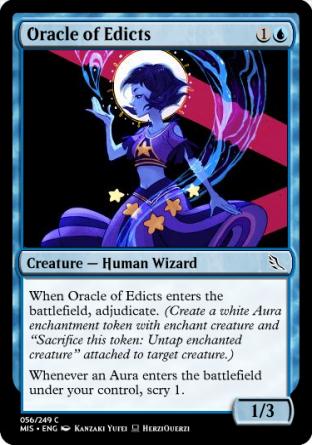 Oracle of Edicts 1
Creature — Human Wizard
When Oracle of Edicts enters the
battlefield, adjudicate. (Create a white Aura
enchantment token with enchant creature and
“Sacrifice this token: Untap enchanted
creature” attached to target creature.)
Whenever an Aura enters the battlefield
under your control, scry 1.
1/3
056/249 C
MIS • ENG Kanzaki Yufei HerziQuerzi